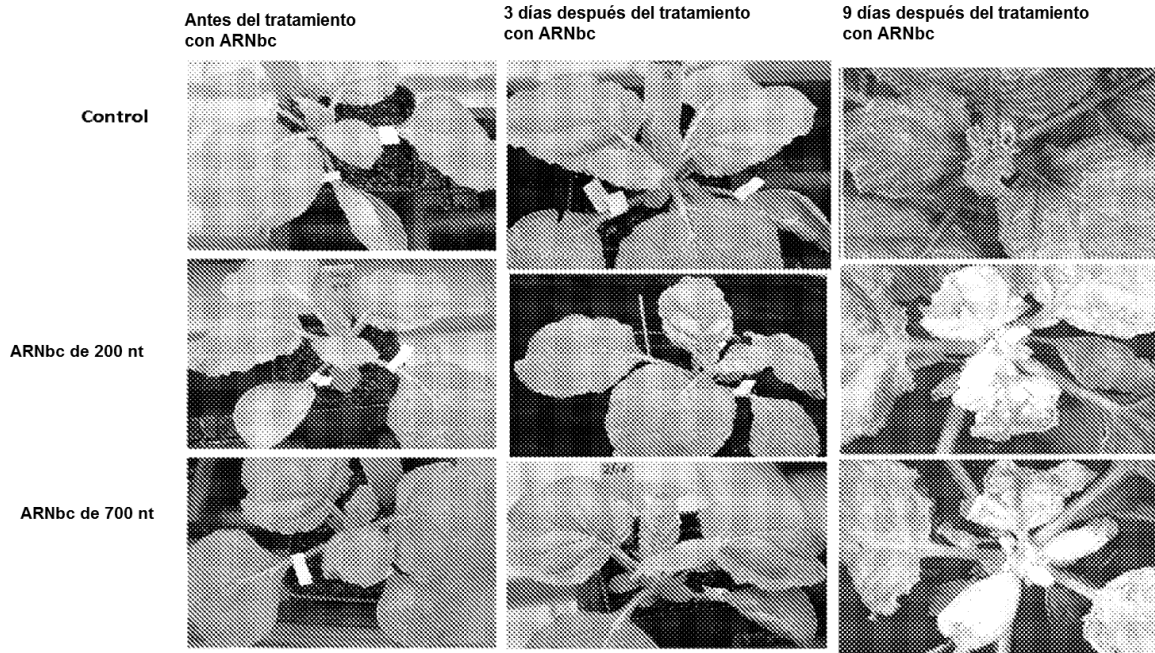 Antes del tratamiento
con ARNbc
3 días después del tratamiento
con ARNbc
9 días después del tratamiento
con ARNbc
Control
ARNbc de 200 nt
ARNbc de 700 nt